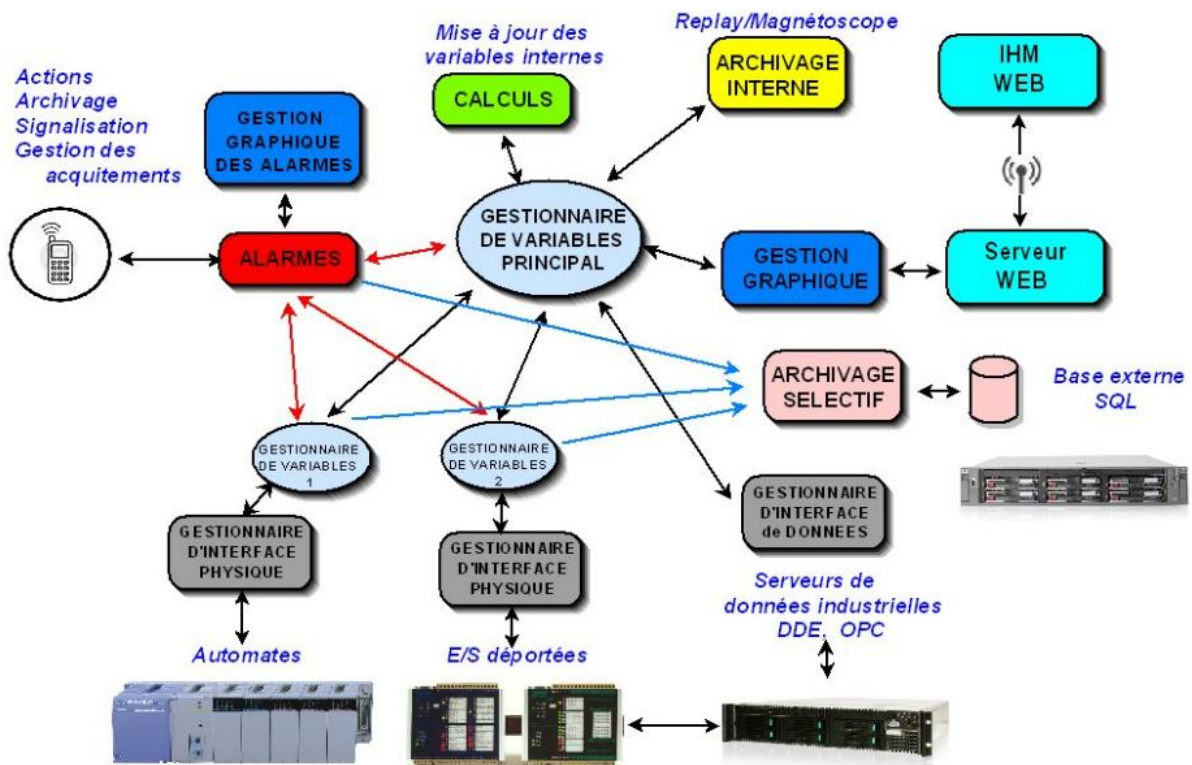 Actions
Archivage
Signalisation
Gestion des
acquitements
GESTION
GRAPHIQUE
DES ALARMES
Mise à jour des
variables internes
CALCULS
Replay/Magnétoscope
ARCHIVAGE
INTERNE
IHM
WEB
ALARMES
GESTIONNAIRE
DE VARIABLES
PRINCIPAL
GESTION
GRAPHIQUE
Serveur
WEB
ARCHIVAGE
SELECTIF
Base externe
SQL
GESTIONNAIRE
DE VARIABLES
1
GESTIONNAIRE
DE VARIABLES
2
GESTIONNAIRE
D'INTERFACE
PHYSIQUE
GESTIONNAIRE
D'INTERFACE
PHYSIQUE
GESTIONNAIRE
D'INTERFACE
de DONNEES
Automates
E/S déportées
Serveurs de
données industrielles
DDE, OPC